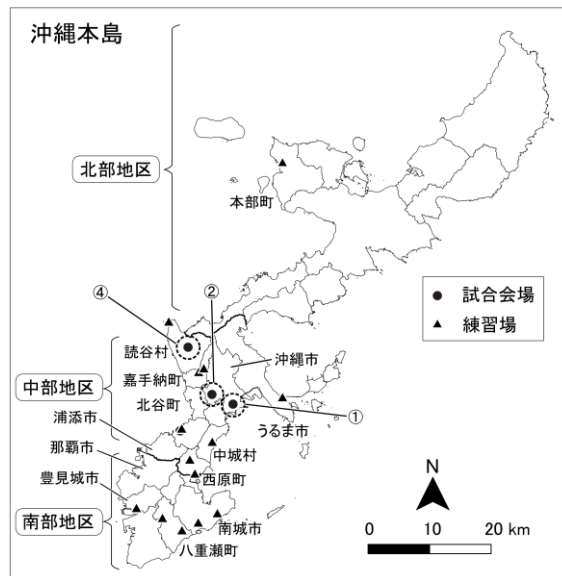 沖縄本島
北部地区
本部町
② 
④
試合会場
練習場
読谷村
沖縄市
嘉手納町
中部地区
北谷町
①
うるま市
浦添市
那覇市
中城村
豊見城市
西原町
南部地区
南城市
八重瀬町
N
0 10 20 km